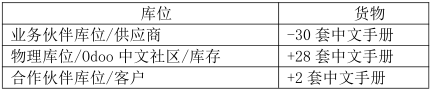 库位 货物
业务伙伴库位/供应商 -30 套中文手册
物理库位/Odoo 中文社区/库存 +28 套中文手册
合作伙伴库位/客户 +2 套中文手册